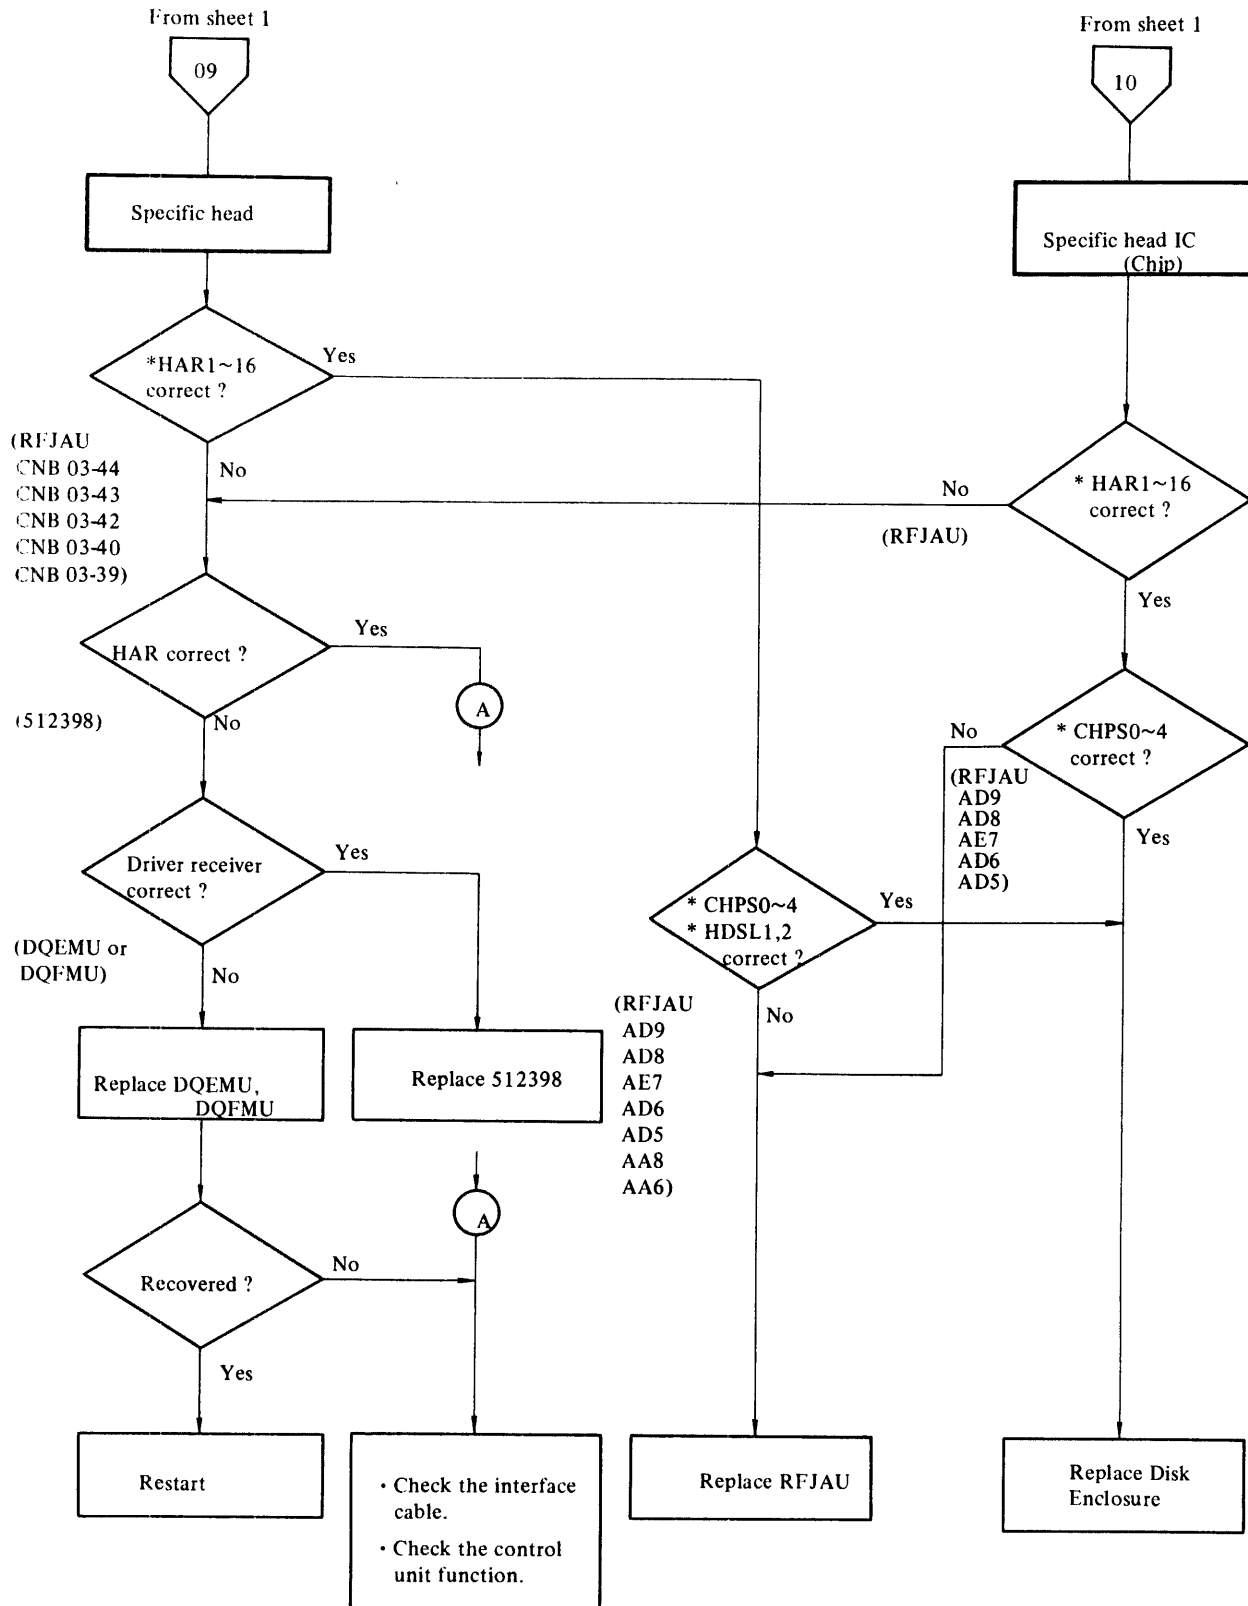 From sheet 1
09
Specific head
*HAR1~16
correct ?
Yes
(RFJAU
CNB 03-44
CNB 03-43
CNB 03-42
CNB 03-40
CNB 03-39)
No
HAR correct ?
Yes
A
(512398)
No
Driver receiver
correct ?
Yes
(DQEMU or
DQFMU)
No
Replace DQEMU,
DQFMU
Replace 512398
A
Recovered ?
No
Yes
Restart
· Check the interface
cable.
· Check the control
unit function.
From sheet 1
10
Specific head IC
(Chip)
* HAR1~16
correct ?
No
(RFJAU)
Yes
* CHPS0~4
correct ?
No
(RFJAU
AD9
AD8
AE7
AD6
AD5)
Yes
* CHPS0~4
* HDSL1,2
correct ?
Yes
(RFJAU
AD9
AD8
AE7
AD6
AD5
AA8
AA6)
No
Replace RFJAU
Replace Disk
Enclosure